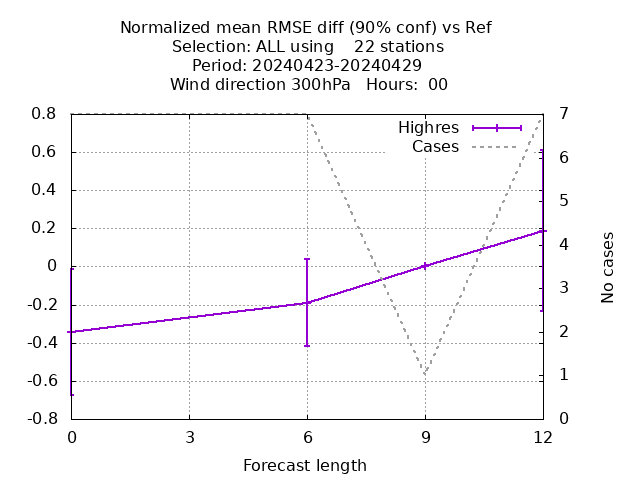 Normalized mean RMSE diff (90% conf) vs Ref
Selection: ALL using    22 stations
Period: 20240423-20240429
Wind direction 300hPa   Hours:  00
0.8
0.6
0.4
0.2
0
-0.2
-0.4
-0.6
-0.8
7
6
5
4
3
2
1
0
Highres
Cases
No cases
0
3
6
9
12
Forecast length